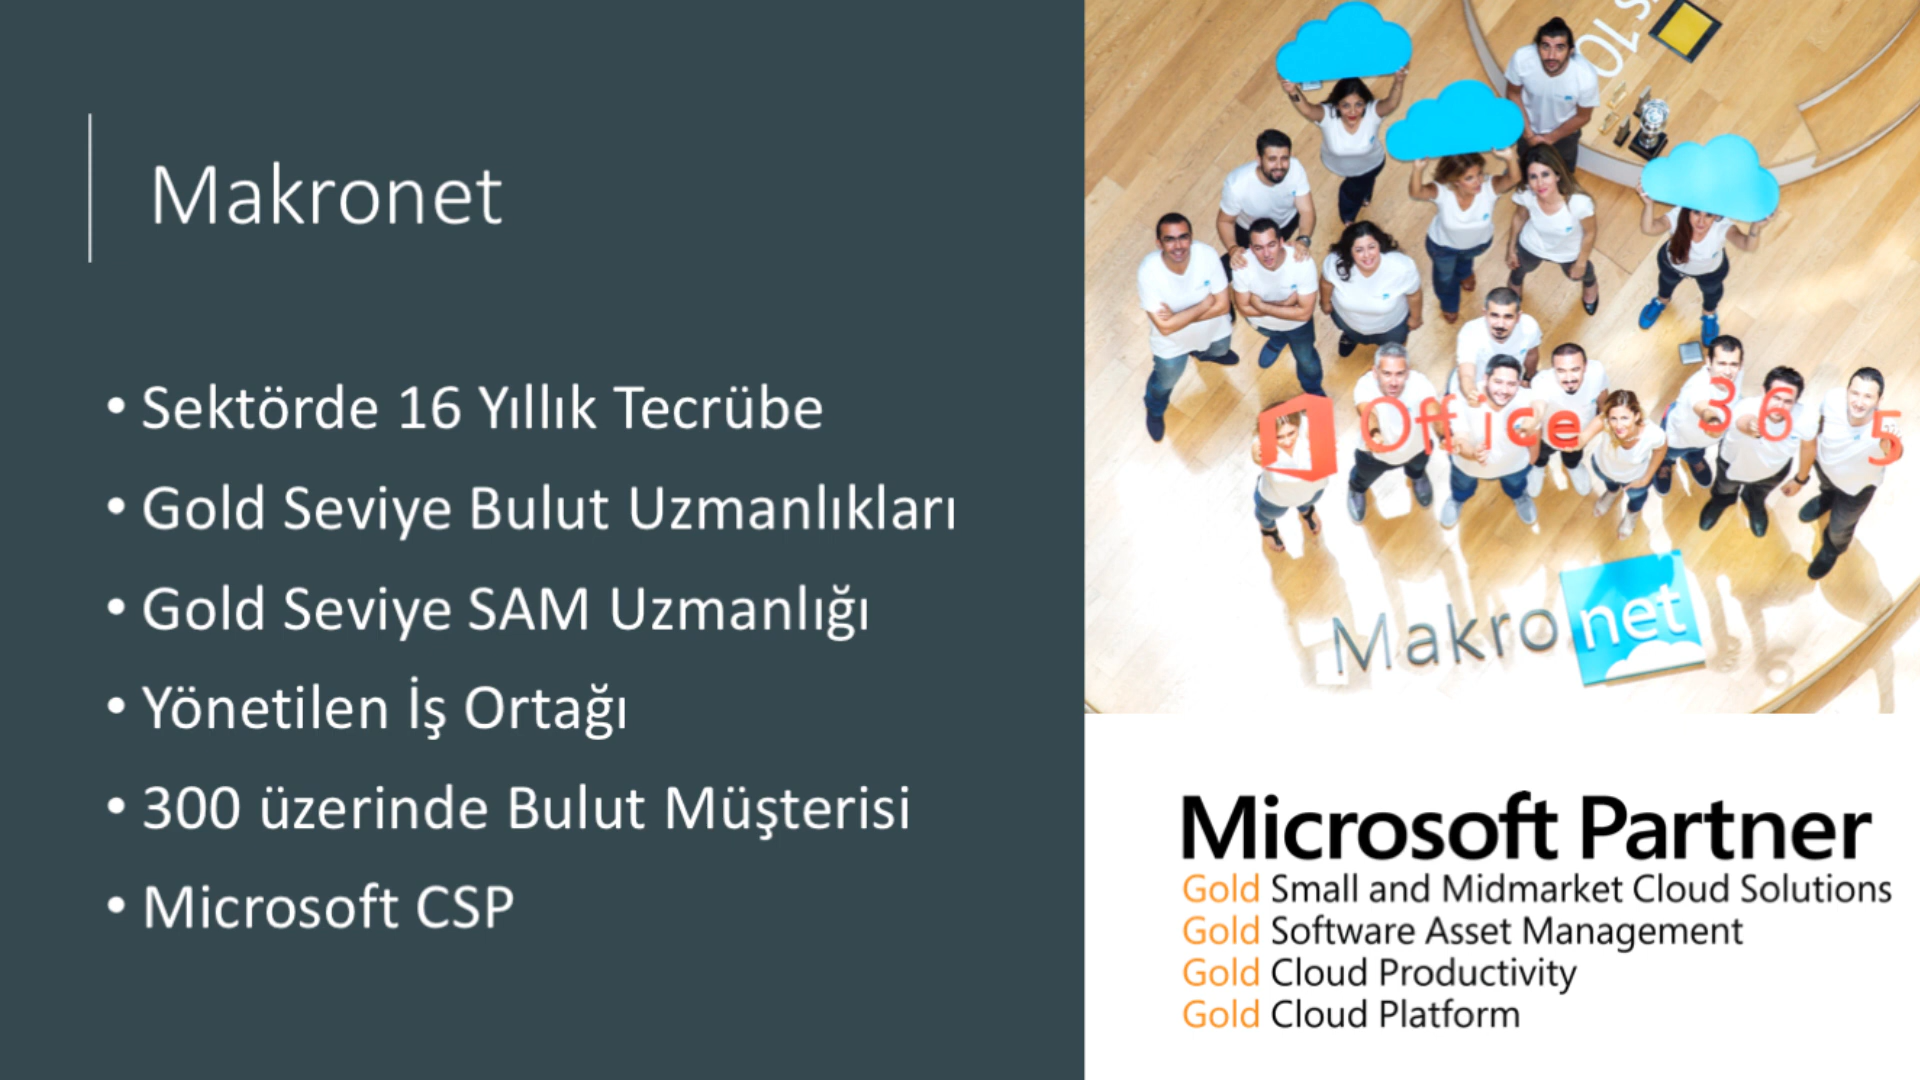 Makronet
• Sektörde 16 Yıllık Tecrübe
• Gold Seviye Bulut Uzmanlıkları
• Gold Seviye SAM Uzmanlığı
• Yönetilen İş Ortağı
• 300 üzerinde Bulut Müşterisi
• Microsoft CSP
Office 365
Makronet
Microsoft Partner
Gold Small and Midmarket Cloud Solutions
Gold Software Asset Management
Gold Cloud Productivity
Gold Cloud Platform